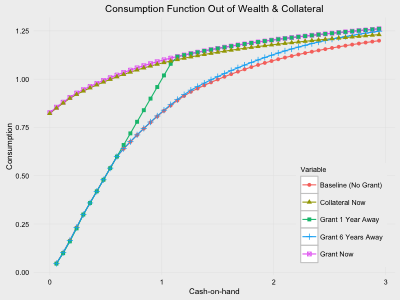 Consumption Function Out of Wealth & Collateral
1.25
1.00
0.75
0.50
0.25
0.00
Consumption
0
1
2
3
Cash-on-hand
Variable
Baseline (No Grant)
Collateral Now
Grant 1 Year Away
Grant 6 Years Away
Grant Now